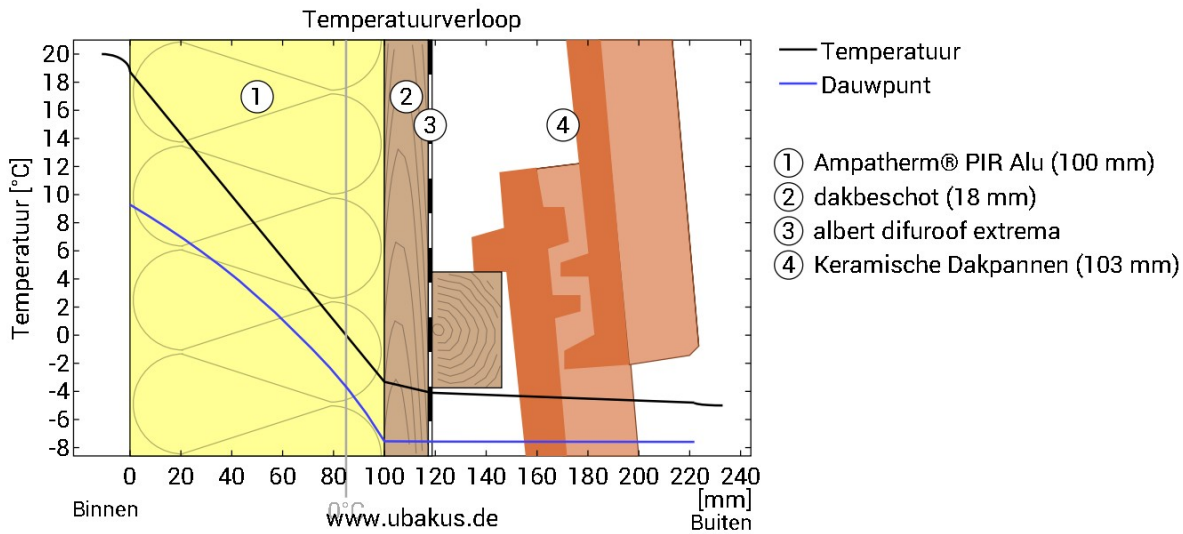 Temperatuurverloop
20
18
16
14
12
10
8
6
4
2
0
-2
-4
-6
-8
Temperatuur [°C]
1
2
3
4
0 20 40 60 80 100 120 140 160 180 200 220 240
[mm]
Binnen
0°C
www.ubakus.de
Buiten
Temperatuur
Dauwpunt
1 Ampatherm® PIR Alu (100 mm)
2 dakbeschot (18 mm)
3 albert difuroof extrema
4 Keramische Dakpannen (103 mm)